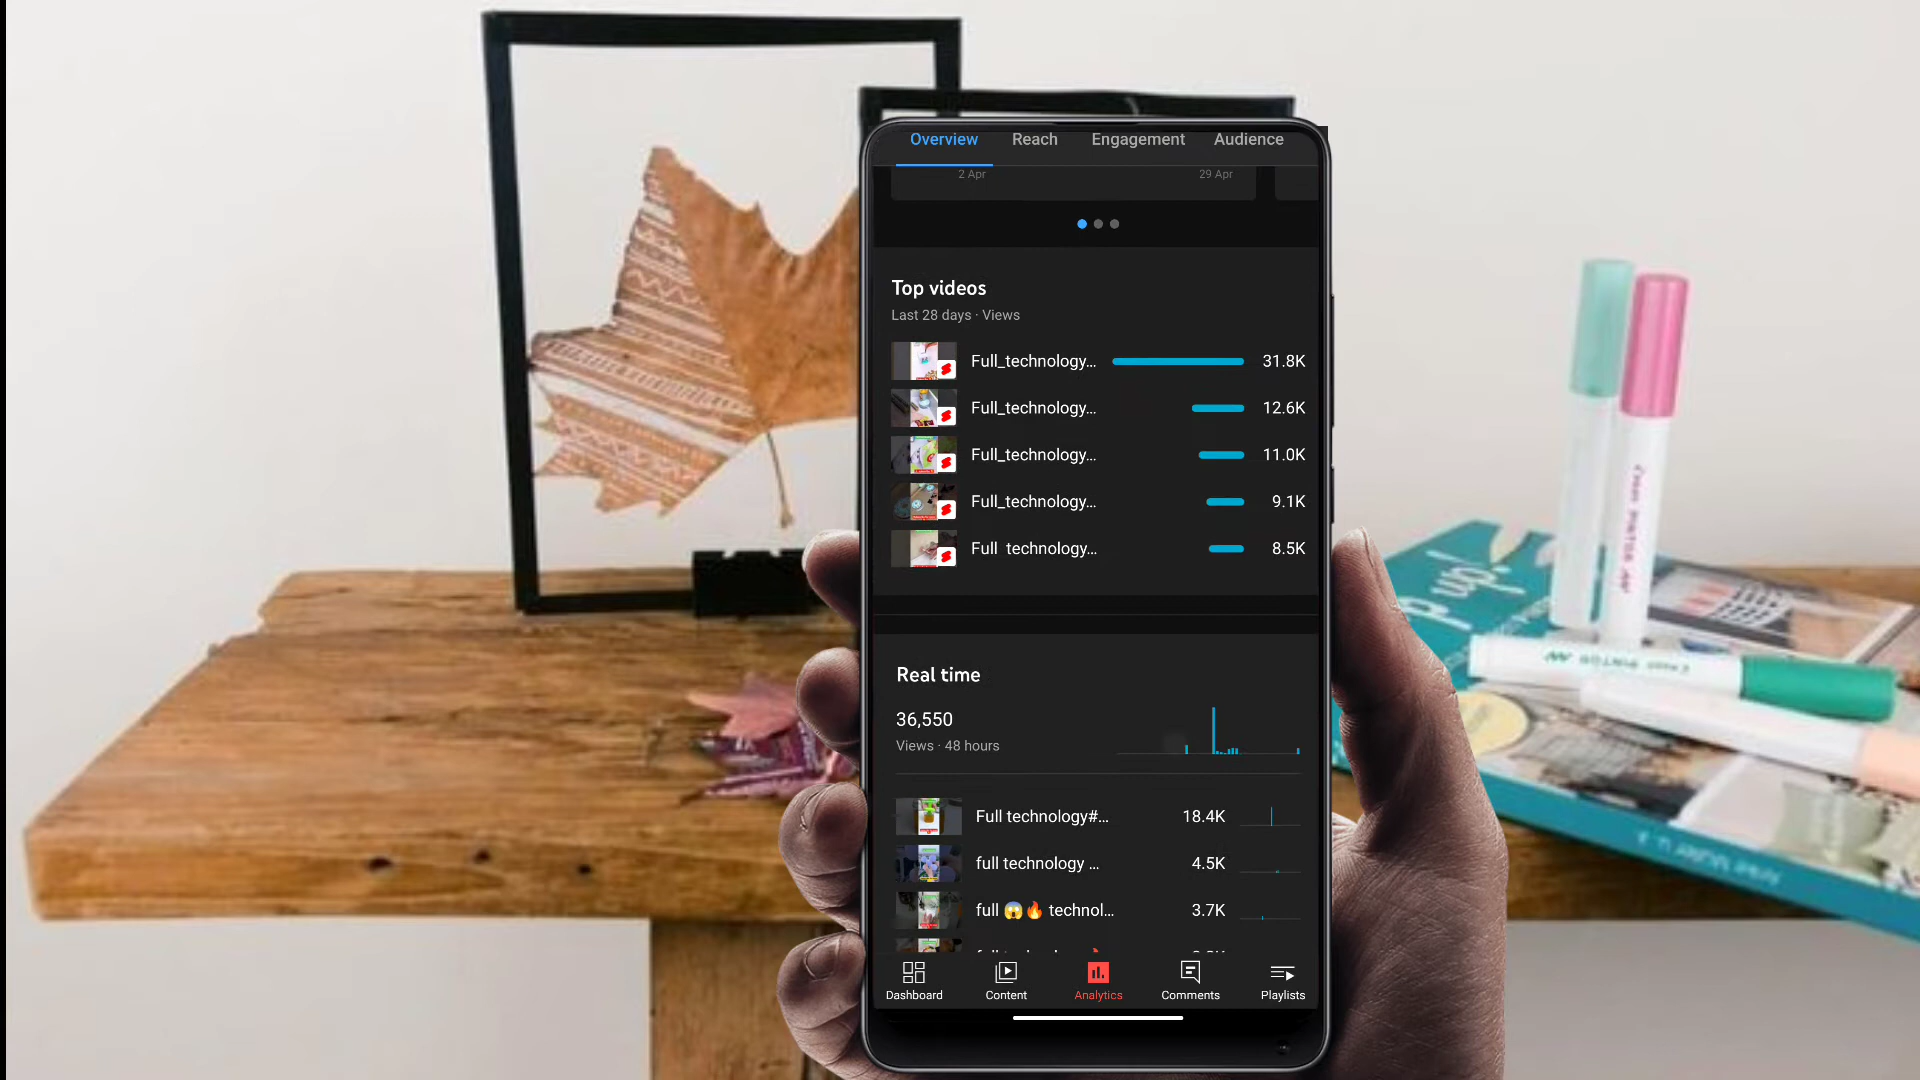 Overview Reach Engagement Audience
2 Apr 29 Apr
Top videos
Last 28 days · Views
Full_technology... 31.8K
Full_technology... 12.6K
Full_technology... 11.0K
Full_technology... 9.1K
Full technology... 8.5K
Real time
36,550
Views · 48 hours
Full technology#... 18.4K
full technology ... 4.5K
full 😱🔥 technol... 3.7K
Dashboard Content Analytics Comments Playlists